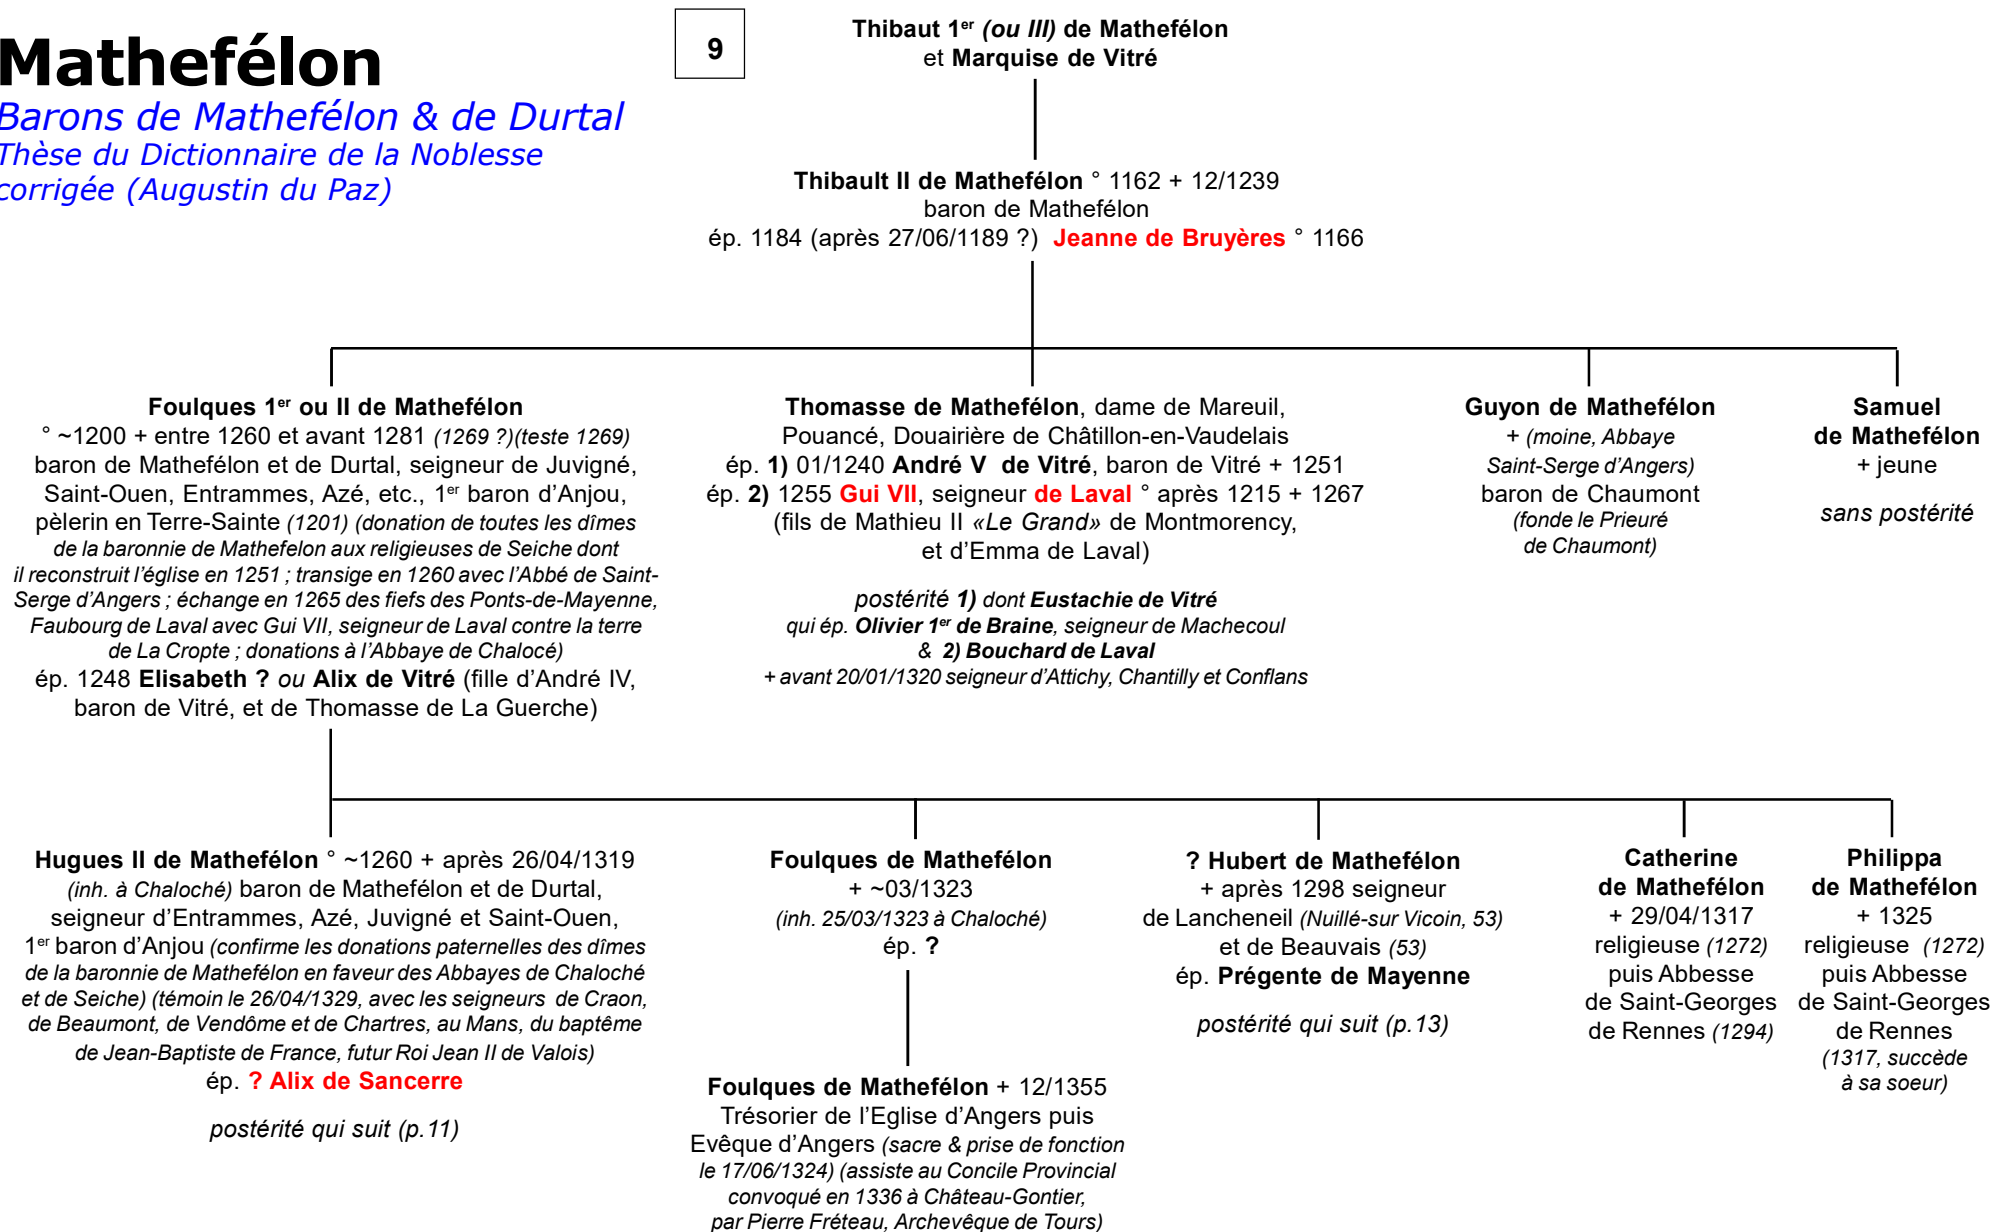 Mathefélon
Barons de Mathefélon & de Durtal
Thèse du Dictionnaire de la Noblesse
corrigée (Augustin du Paz)
9
Thibaut 1er (ou III) de Mathefélon
et Marquise de Vitré
Thibault II de Mathefélon ° 1162 + 12/1239
baron de Mathefélon
ép. 1184 (après 27/06/1189 ?) Jeanne de Bruyères ° 1166
Foulques 1er ou II de Mathefélon
° ~1200 + entre 1260 et avant 1281 (1269 ?)(teste 1269)
baron de Mathefélon et de Durtal, seigneur de Juvigné,
Saint-Ouen, Entrammes, Azé, etc., 1er baron d’Anjou,
pèlerin en Terre-Sainte (1201) (donation de toutes les dîmes
de la baronnie de Mathefelon aux religieuses de Seiche dont
il reconstruit l’église en 1251 ; transige en 1260 avec l’Abbé de Saint-
Serge d’Angers ; échange en 1265 des fiefs des Ponts-de-Mayenne,
Faubourg de Laval avec Gui VII, seigneur de Laval contre la terre
de La Cropte ; donations à l’Abbaye de Chalocé)
ép. 1248 Elisabeth ? ou Alix de Vitré (fille d’André IV,
baron de Vitré, et de Thomasse de La Guerche)
Thomasse de Mathefélon, dame de Mareuil,
Pouancé, Douairière de Châtillon-en-Vaudelais
ép. 1) 01/1240 André V de Vitré, baron de Vitré + 1251
ép. 2) 1255 Gui VII, seigneur de Laval ° après 1215 + 1267
(fils de Mathieu II «Le Grand» de Montmorency,
et d’Emma de Laval)
postérité 1) dont Eustachie de Vitré
qui ép. Olivier 1er de Braine, seigneur de Machecoul
& 2) Bouchard de Laval
+ avant 20/01/1320 seigneur d’Attichy, Chantilly et Conflans
Guyon de Mathefélon
+ (moine, Abbaye
Saint-Serge d’Angers)
baron de Chaumont
(fonde le Prieuré
de Chaumont)
Samuel
de Mathefélon
+ jeune
sans postérité
Hugues II de Mathefélon ° ~1260 + après 26/04/1319
(inh. à Chaloché) baron de Mathefélon et de Durtal,
seigneur d’Entrammes, Azé, Juvigné et Saint-Ouen,
1er baron d’Anjou (confirme les donations paternelles des dîmes
de la baronnie de Mathefélon en faveur des Abbayes de Chaloché
et de Seiche) (témoin le 26/04/1329, avec les seigneurs de Craon,
de Beaumont, de Vendôme et de Chartres, au Mans, du baptême
de Jean-Baptiste de France, futur Roi Jean II de Valois)
ép. ? Alix de Sancerre
postérité qui suit (p.11)
Foulques de Mathefélon
+ ~03/1323
(inh. 25/03/1323 à Chaloché)
ép. ?
Foulques de Mathefélon + 12/1355
Trésorier de l’Eglise d’Angers puis
Evêque d’Angers (sacre & prise de fonction
le 17/06/1324) (assiste au Concile Provincial
convoqué en 1336 à Château-Gontier,
par Pierre Fréteau, Archevêque de Tours)
? Hubert de Mathefélon
+ après 1298 seigneur
de Lancheneil (Nuillé-sur Vicoin, 53)
et de Beauvais (53)
ép. Prégente de Mayenne
postérité qui suit (p.13)
Catherine
de Mathefélon
+ 29/04/1317
religieuse (1272)
puis Abbesse
de Saint-Georges
de Rennes (1294)
Philippa
de Mathefélon
+ 1325
religieuse (1272)
puis Abbesse
de Saint-Georges
de Rennes
(1317, succède
à sa soeur)